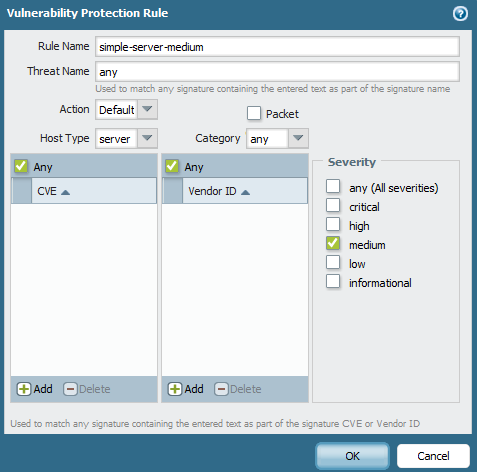 Vulnerability Protection Rule
Rule Name simple-server-medium
Threat Name any
Used to match any signature containing the entered text as part of the signature name
Action Default Packet
Host Type server Category any
Any Any Severity
CVE Vendor ID any (All severities)
critical
high
medium
low
informational
Add Delete Add Delete
Used to match any signature containing the entered text as part of the signature CVE or Vendor ID
OK Cancel